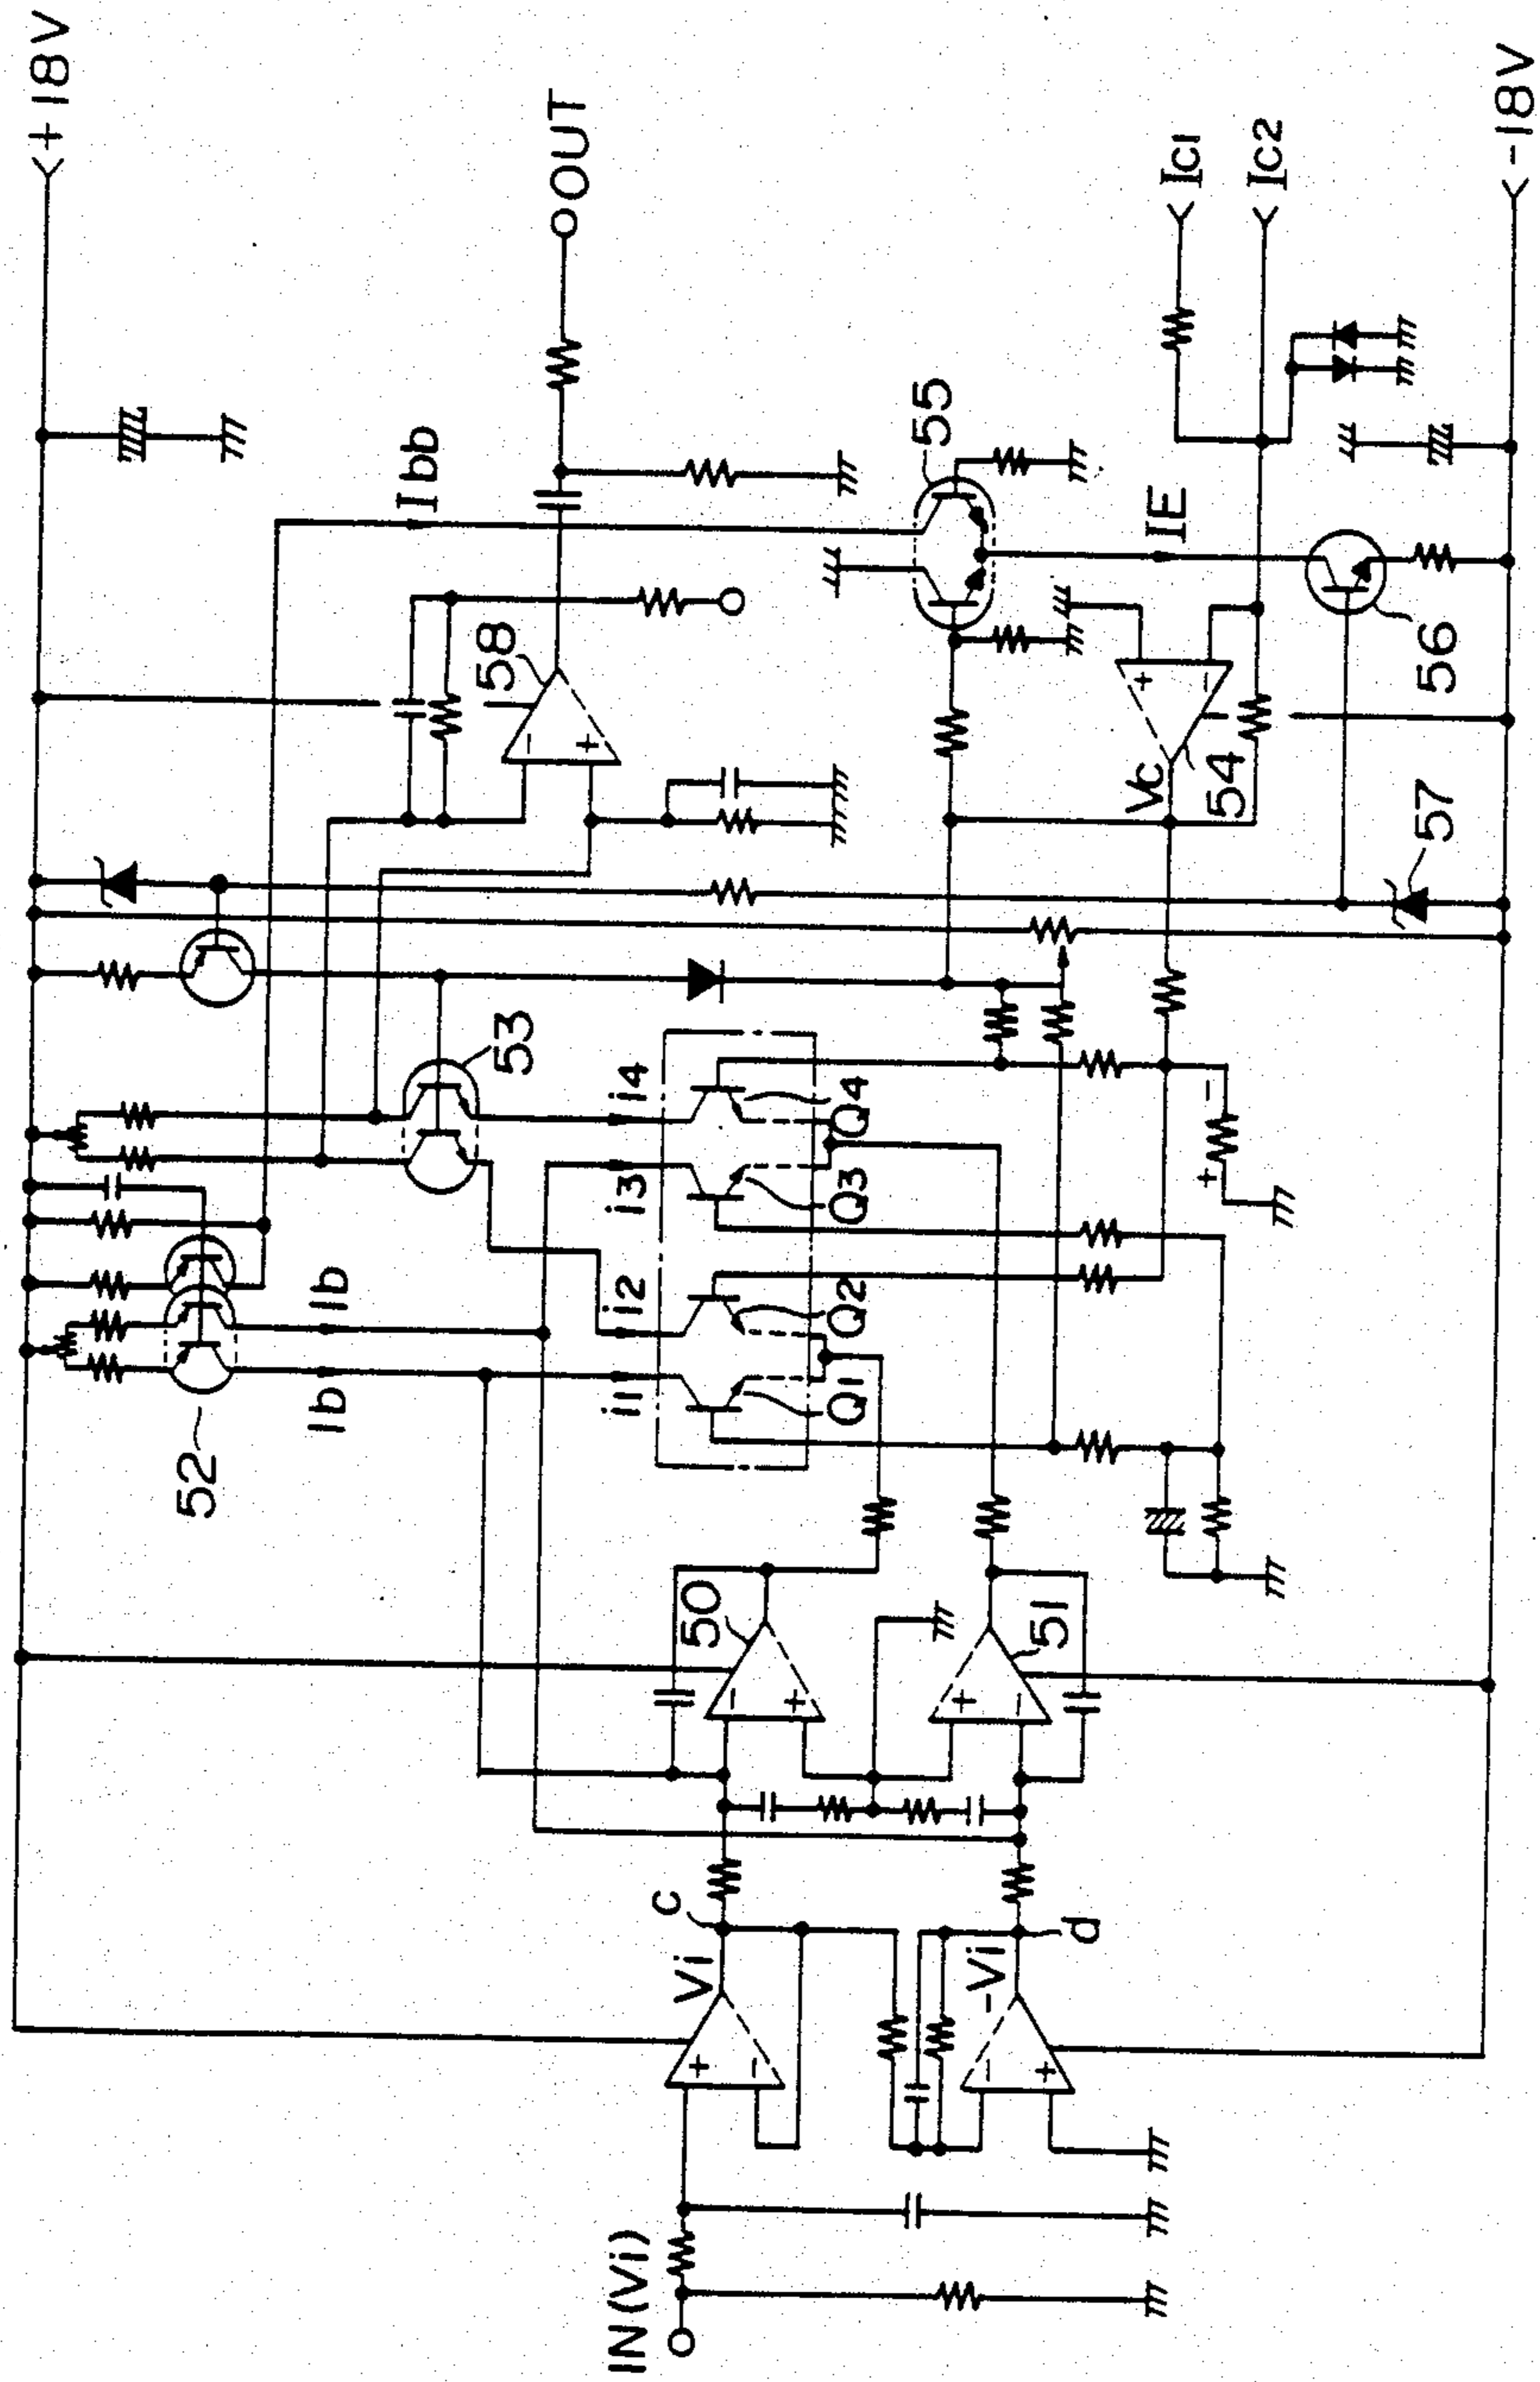 +18V
OUT
Ibb
58
55
IC1
IC2
IE
-18V
Vc
54
56
57
53
i4
Q4
i3
Q3
Ib
i2
Q2
Ib
i1
Q1
52
50
51
c
Vi
-Vi
d
IN (Vi)
+
-
-
+
+
-
-
+
+
-
+
-
-
+